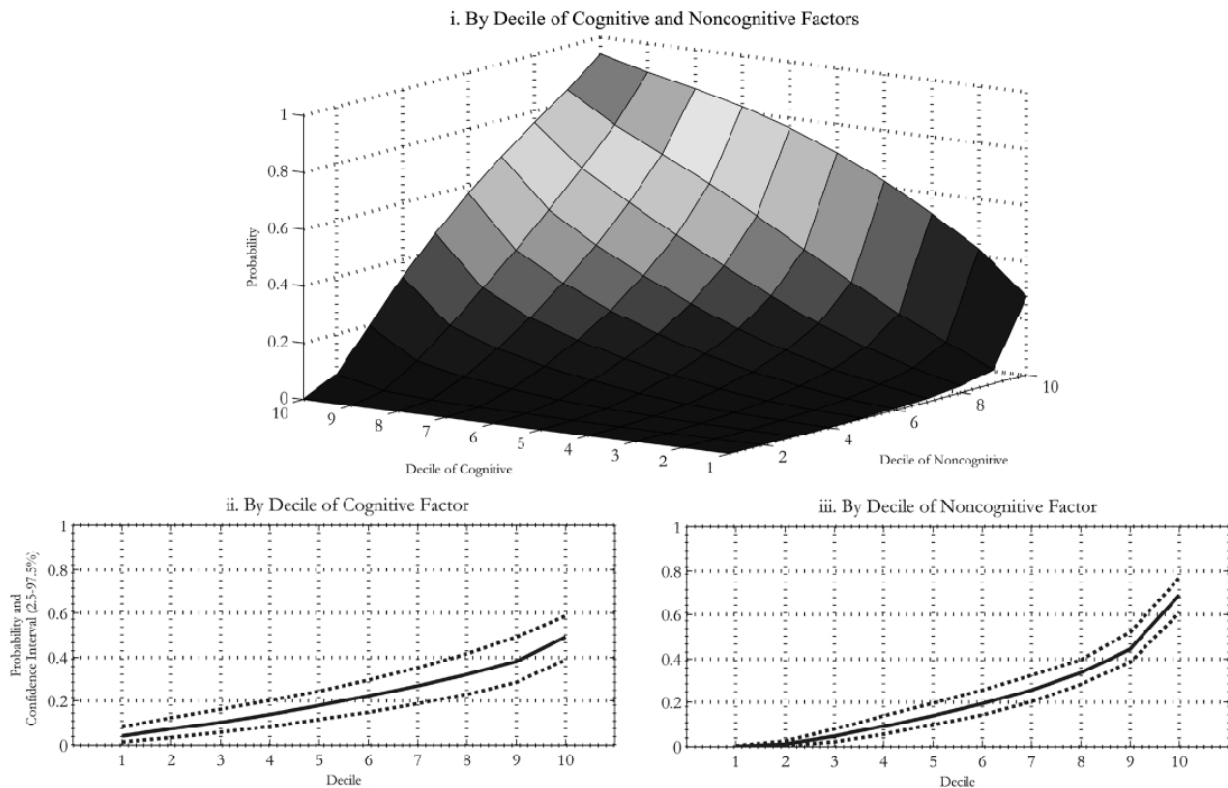 i. By Decile of Cognitive and Noncognitive Factors
1
0.8
0.6
0.4
0.2
0
Probability
10 9 8 7 6 5 4 3 2 1
Decile of Cognitive
2 4 6 8 10
Decile of Noncognitive
ii. By Decile of Cognitive Factor
Probability and
Confidence Interval (2.5-97.5%)
1
0.8
0.6
0.4
0.2
0
1 2 3 4 5 6 7 8 9 10
Decile
iii. By Decile of Noncognitive Factor
1
0.8
0.6
0.4
0.2
0
1 2 3 4 5 6 7 8 9 10
Decile